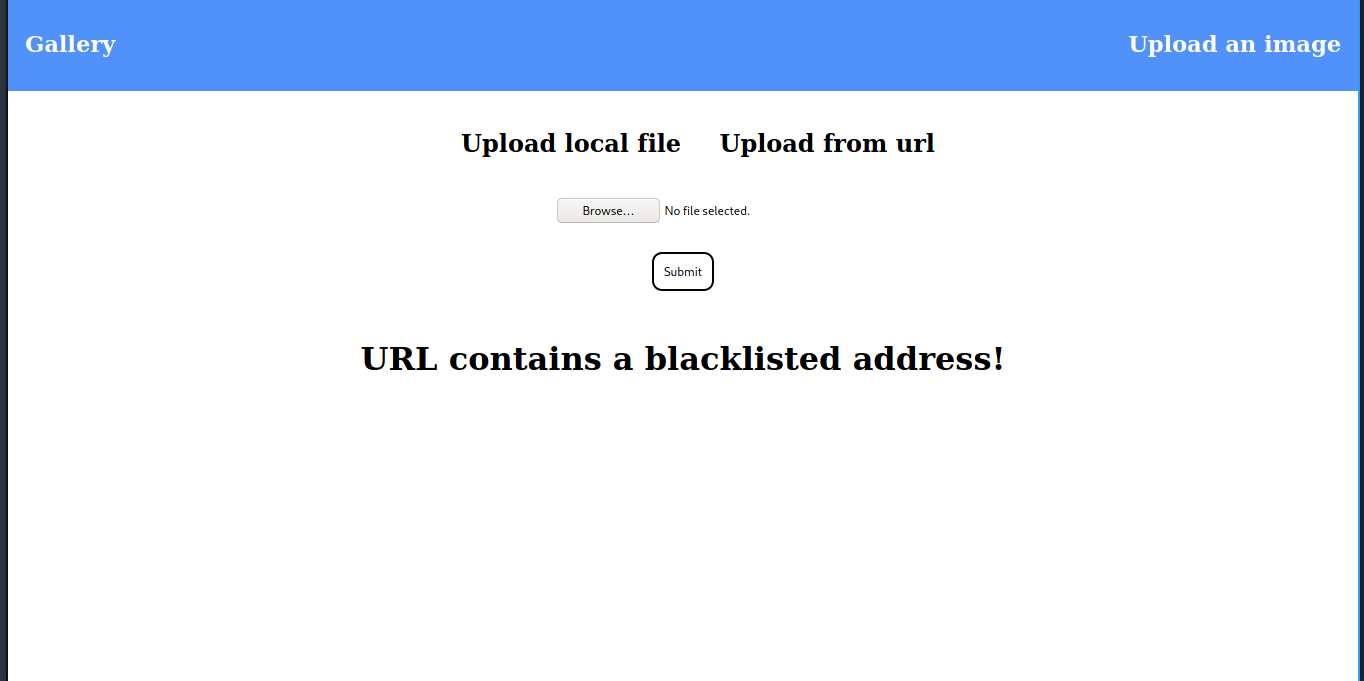 Gallery
Upload an image
Upload local file
Upload from url
Browse...
No file selected.
Submit
URL contains a blacklisted address!